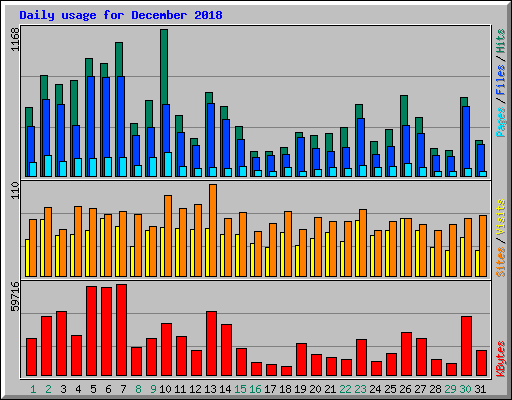 Daily usage for December 2018
1168
Pages / Files / Hits
110
Sites / Visits
59716
KBytes
1 2 3 4 5 6 7 8 9 10 11 12 13 14 15 16 17 18 19 20 21 22 23 24 25 26 27 28 29 30 31